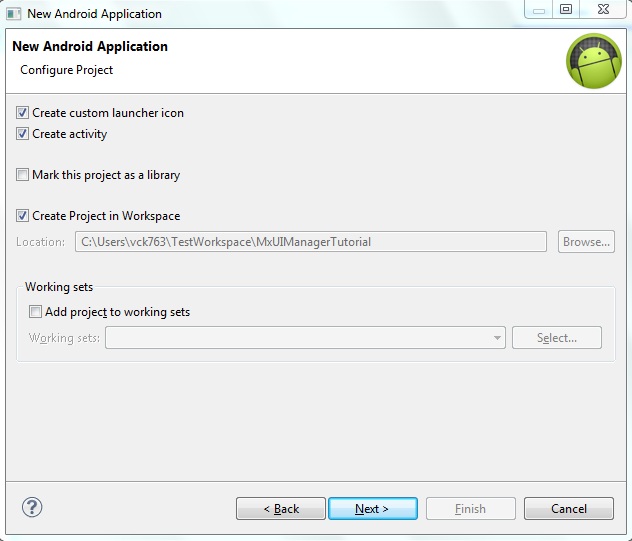 New Android Application
New Android Application
Configure Project
Create custom launcher icon
Create activity
Mark this project as a library
Create Project in Workspace
Location: C:\Users\vck763\TestWorkspace\MxUIManagerTutorial Browse...
Working sets
Add project to working sets
Working sets: Select...
? < Back Next > Finish Cancel